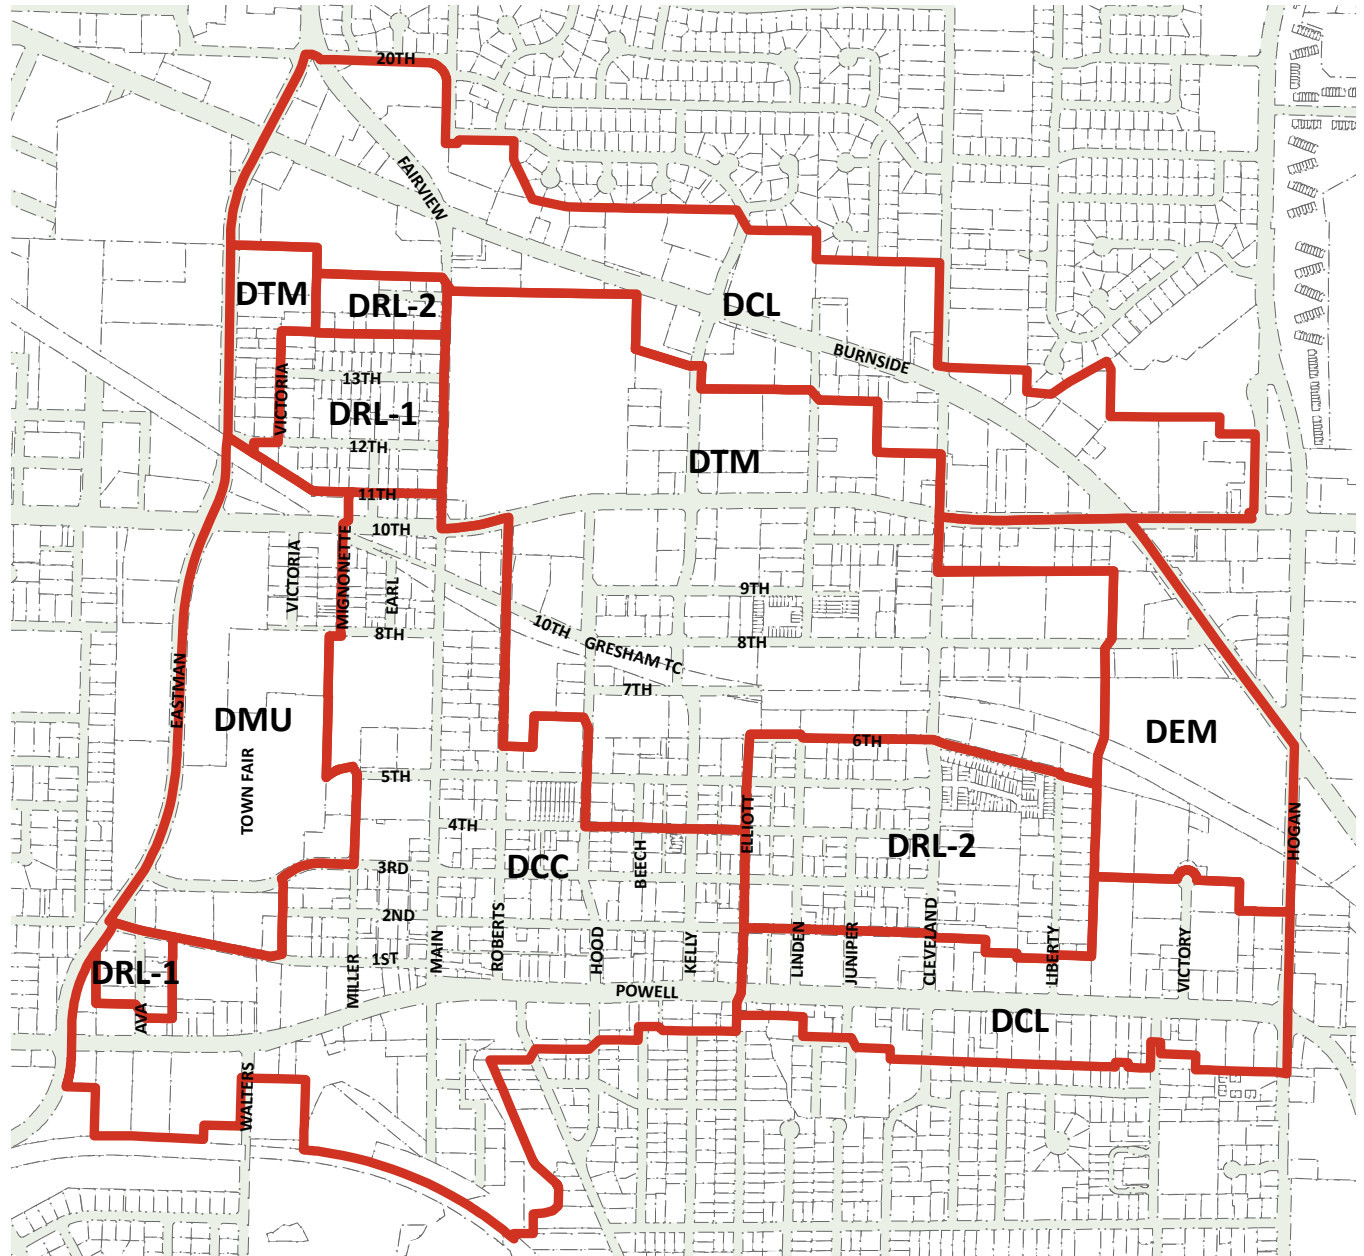 20TH
FAIRVIEW
DTM
DRL-2
DCL
BURNSIDE
VICTORIA
13TH
DRL-1
12TH
DTM
11TH
10TH
MIGNONETTE
VICTORIA
EARL
9TH
8TH
10TH
GRESHAM TC
8TH
7TH
EASTMAN
DMU
TOWN FAIR
DEM
6TH
5TH
4TH
ELLIOTT
HOGAN
3RD
DCC
BEECH
DRL-2
2ND
MAIN
ROBERTS
HOOD
KELLY
LINDEN
JUNIPER
CLEVELAND
LIBERTY
VICTORY
1ST
MILLER
DRL-1
AVA
POWELL
DCL
WALTERS